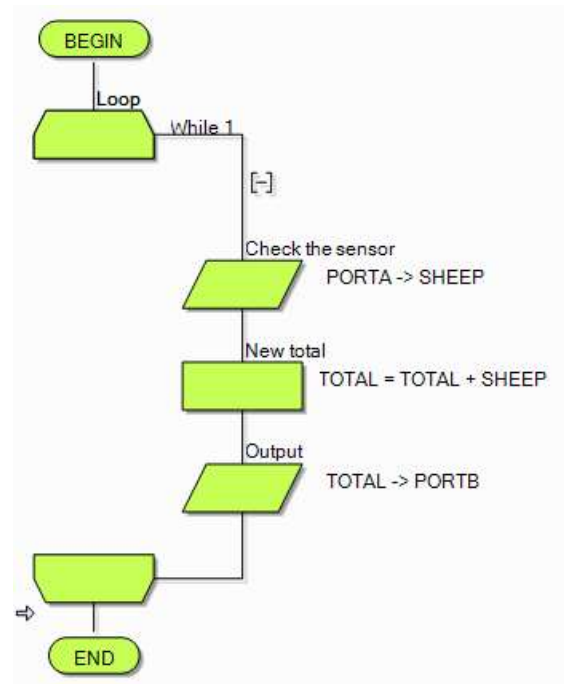 BEGIN
Loop
While 1
[-]
Check the sensor
PORTA -> SHEEP
New total
TOTAL = TOTAL + SHEEP
Output
TOTAL -> PORTB
END